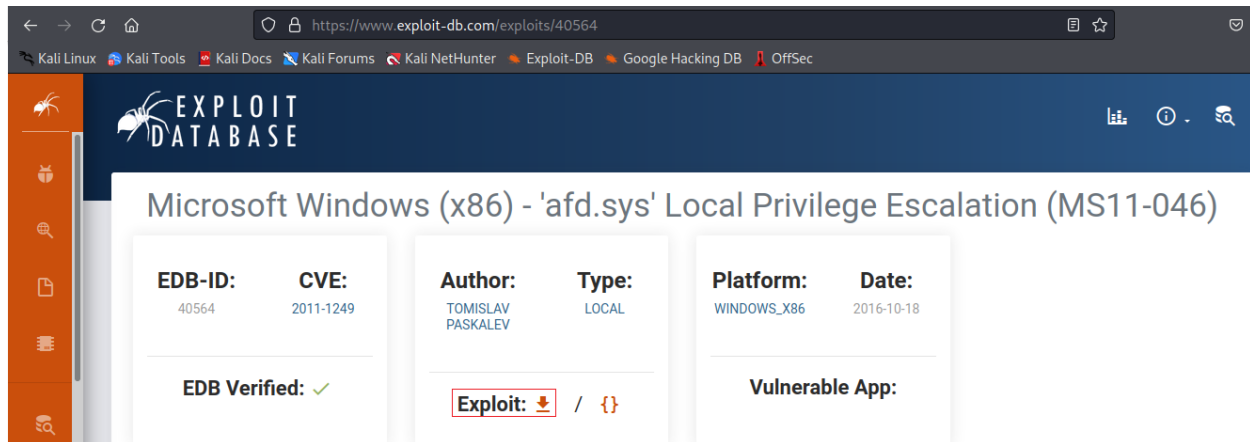 https://www.exploit-db.com/exploits/40564
Kali Linux Kali Tools Kali Docs Kali Forums Kali NetHunter Exploit-DB Google Hacking DB OffSec
EXPLOIT
DATABASE
Microsoft Windows (x86) - 'afd.sys' Local Privilege Escalation (MS11-046)
EDB-ID: CVE: Author: Type: Platform: Date:
40564 2011-1249 TOMISLAV LOCAL WINDOWS_X86 2016-10-18
PASKALEV
EDB Verified: Exploit: / {} Vulnerable App: